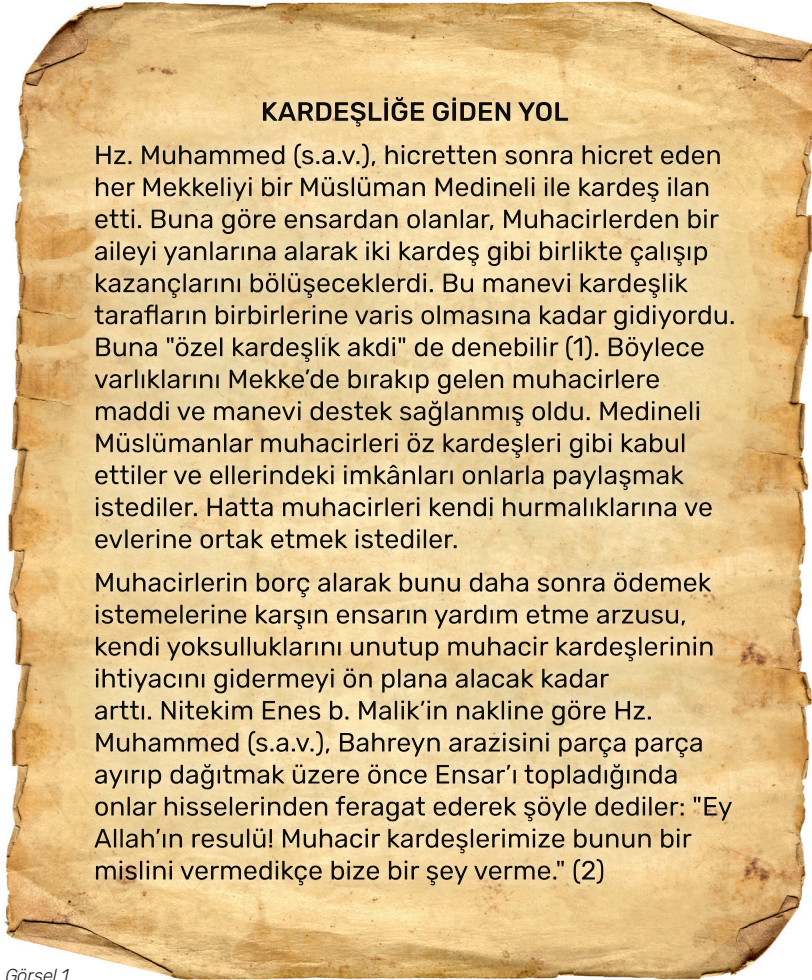 KARDEŞLİĞE GİDEN YOL
Hz. Muhammed (s.a.v.), hicretten sonra hicret eden
her Mekkeliyi bir Müslüman Medineli ile kardeş ilan
etti. Buna göre ensardan olanlar, Muhacirlerden bir
aileyi yanlarına alarak iki kardeş gibi birlikte çalışıp
kazançlarını bölüşeceklerdi. Bu manevi kardeşlik
tarafların birbirlerine varis olmasına kadar gidiyordu.
Buna "özel kardeşlik akdi" de denebilir (1). Böylece
varlıklarını Mekke’de bırakıp gelen muhacirlere
maddi ve manevi destek sağlanmış oldu. Medineli
Müslümanlar muhacirleri öz kardeşleri gibi kabul
ettiler ve ellerindeki imkânları onlarla paylaşmak
istediler. Hatta muhacirleri kendi hurmalıklarına ve
evlerine ortak etmek istediler.
Muhacirlerin borç alarak bunu daha sonra ödemek
istemelerine karşın ensarın yardım etme arzusu,
kendi yoksulluklarını unutup muhacir kardeşlerinin
ihtiyacını gidermeyi ön plana alacak kadar
arttı. Nitekim Enes b. Malik’in nakline göre Hz.
Muhammed (s.a.v.), Bahreyn arazisini parça parça
ayırıp dağıtmak üzere önce Ensar’ı topladığında
onlar hisselerinden feragat ederek şöyle dediler: "Ey
Allah’ın resulü! Muhacir kardeşlerimize bunun bir
mislini vermedikçe bize bir şey verme." (2)
Görsel 1